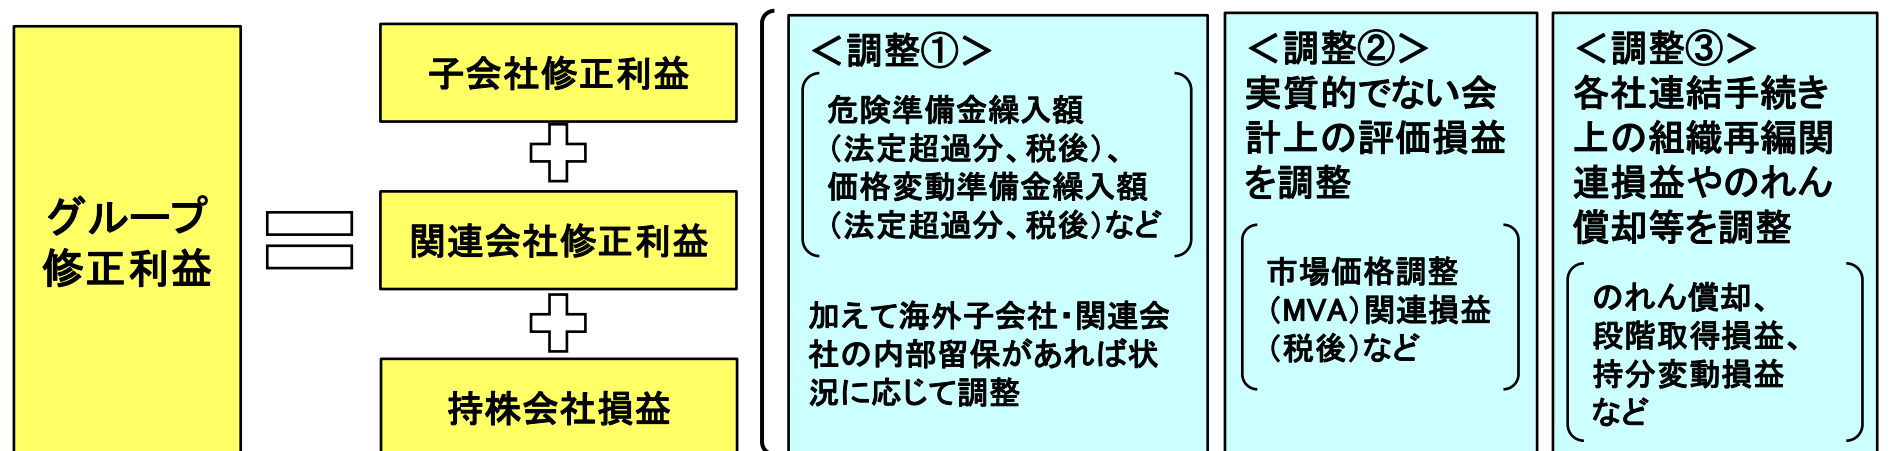 グループ
修正利益
子会社修正利益
関連会社修正利益
持株会社損益
＜調整①＞
危険準備金繰入額
（法定超過分、税後）、
価格変動準備金繰入額
（法定超過分、税後）など
加えて海外子会社・関連会
社の内部留保があれば状
況に応じて調整
＜調整②＞
実質的でない会
計上の評価損益
を調整
市場価格調整
（MVA）関連損益
（税後）など
＜調整③＞
各社連結手続き
上の組織再編関
連損益やのれん
償却等を調整
のれん償却、
段階取得損益、
持分変動損益
など